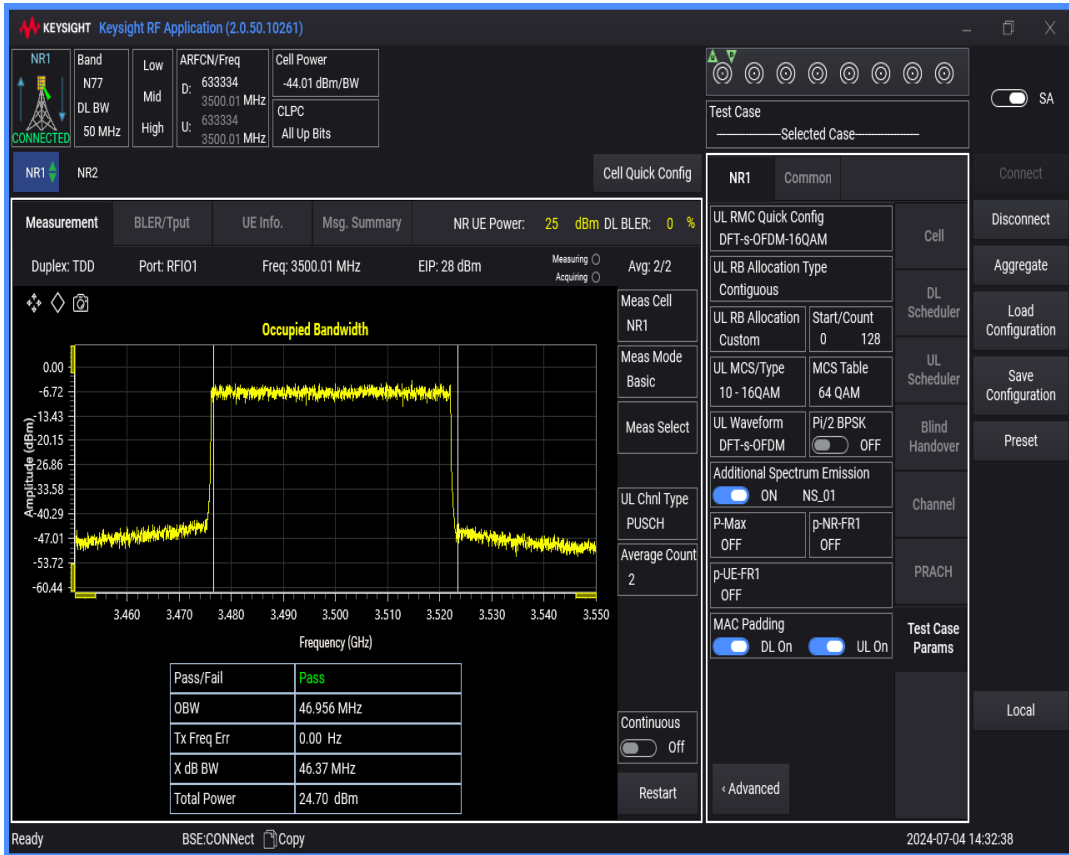 KEYSIGHT Keysight RF Application (2.0.50.10261)
NR1
CONNECTED
Band
N77
DL BW
50 MHz
Low
Mid
High
ARFCN/Freq
D: 633334
3500.01 MHz
U: 633334
3500.01 MHz
Cell Power
-44.01 dBm/BW
CLPC
All Up Bits
Test Case
Selected Case
SA
NR1 NR2
Cell Quick Config
Measurement BLER/Tput UE Info. Msg. Summary NR UE Power: 25 dBm DL BLER: 0 %
Duplex: TDD Port: RFIO1 Freq: 3500.01 MHz EIP: 28 dBm Measuring Avg: 2/2
Acquiring
Occupied Bandwidth
Amplitude (dBm)
0.00
-6.72
-13.43
-20.15
-26.86
-33.58
-40.29
-47.01
-53.72
-60.44
3.460 3.470 3.480 3.490 3.500 3.510 3.520 3.530 3.540 3.550
Frequency (GHz)
Pass/Fail Pass
OBW 46.956 MHz
Tx Freq Err 0.00 Hz
X dB BW 46.37 MHz
Total Power 24.70 dBm
Meas Cell
NR1
Meas Mode
Basic
Meas Select
UL Chnl Type
PUSCH
Average Count
2
Continuous
Off
Restart
NR1 Common
UL RMC Quick Config
DFT-s-OFDM-16QAM
UL RB Allocation Type
Contiguous
UL RB Allocation
Custom
Start/Count
0 128
UL MCS/Type
10 - 16QAM
MCS Table
64 QAM
UL Waveform
DFT-s-OFDM
Pi/2 BPSK
OFF
Additional Spectrum Emission
ON NS_01
P-Max
OFF
p-NR-FR1
OFF
p-UE-FR1
OFF
MAC Padding
DL On UL On
‹ Advanced
Cell
DL
Scheduler
UL
Scheduler
Blind
Handover
Channel
PRACH
Test Case
Params
Connect
Disconnect
Aggregate
Load
Configuration
Save
Configuration
Preset
Local
Ready BSE:CONNect Copy 2024-07-04 14:32:38